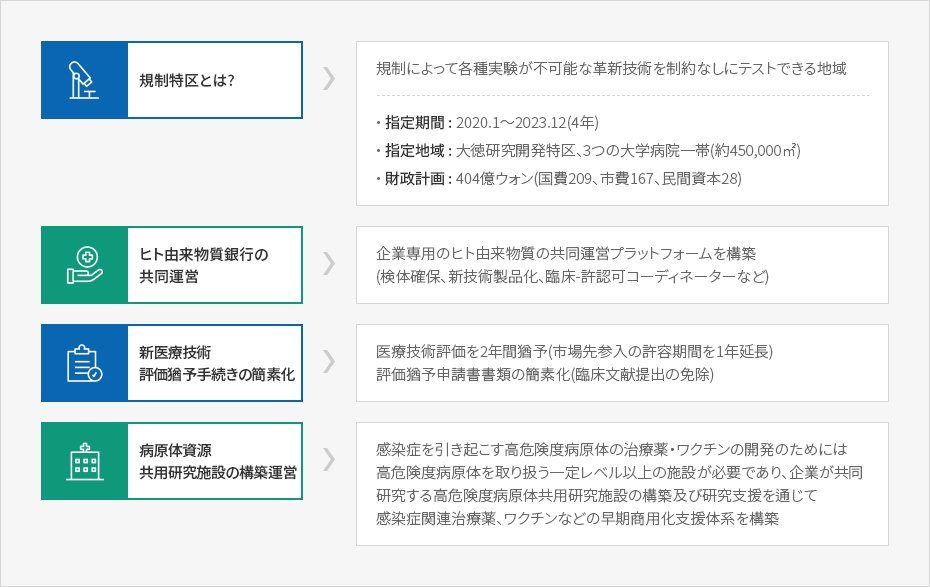 規制特区とは?
規制によって各種実験が不可能な革新技術を制約なしにテストできる地域
・指定期間 : 2020.1～2023.12(4年)
・指定地域 : 大徳研究開発特区、3つの大学病院一帯(約450,000㎡)
・財政計画 : 404億ウォン(国費209、市費167、民間資本28)
ヒト由来物質銀行の
共同運営
企業専用のヒト由来物質の共同運営プラットフォームを構築
(検体確保、新技術製品化、臨床-許認可コーディネーターなど)
新医療技術
評価猶予手続きの簡素化
医療技術評価を2年間猶予(市場先参入の許容期間を1年延長)
評価猶予申請書書類の簡素化(臨床文献提出の免除)
病原体資源
共用研究施設の構築運営
感染症を引き起こす高危険度病原体の治療薬・ワクチンの開発のためには
高危険度病原体を取り扱う一定レベル以上の施設が必要であり、企業が共同
研究する高危険度病原体共用研究施設の構築及び研究支援を通じて
感染症関連治療薬、ワクチンなどの早期商用化支援体系を構築